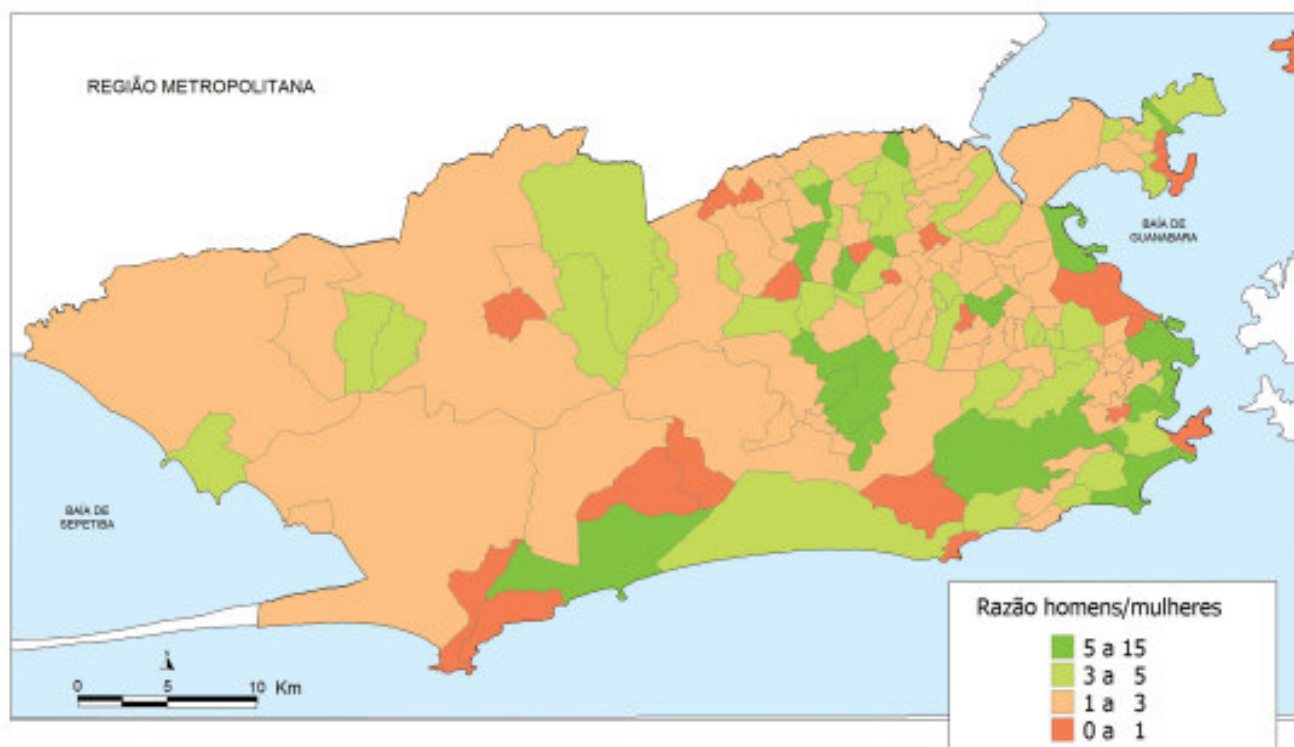 REGIÃO METROPOLITANA
BAÍA DE
GUANABARA
BAÍA DE
SEPETIBA
0 5 10 Km
Razão homens/mulheres
5 a 15
3 a 5
1 a 3
0 a 1